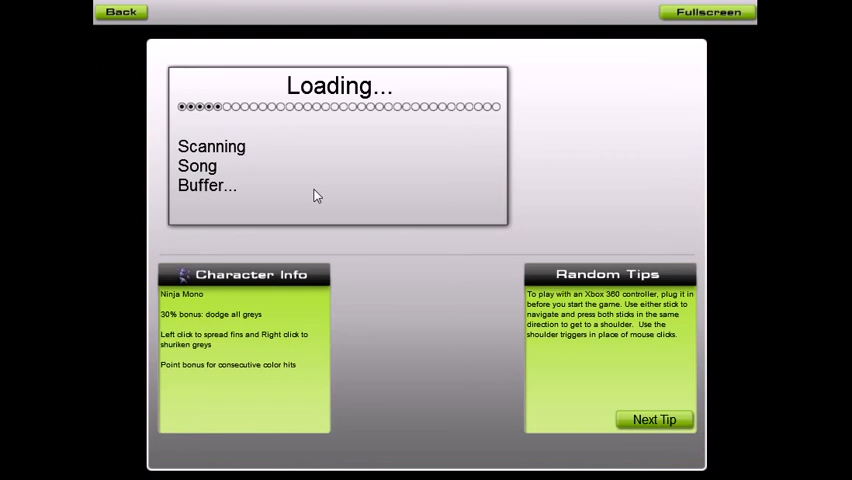 Back
Fullscreen
Loading...
Scanning
Song
Buffer...
Character Info
Ninja Mono
30% bonus: dodge all greys
Left click to spread fins and Right click to
shuriken greys
Point bonus for consecutive color hits
Random Tips
To play with an Xbox 360 controller, plug it in
before you start the game. Use either stick to
navigate and press both sticks in the same
direction to get to a shoulder. Use the
shoulder triggers in place of mouse clicks.
Next Tip